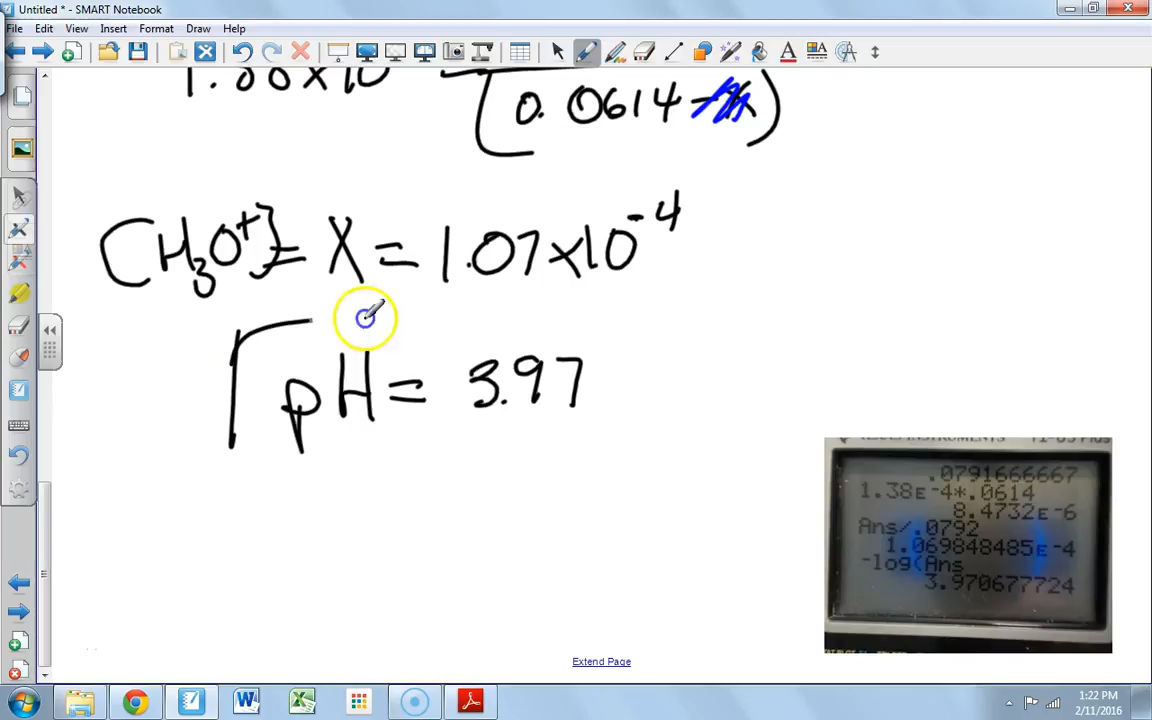 Untitled * - SMART Notebook
File Edit View Insert Format Draw Help
(0.0614 -
[H3O+] = X = 1.07x10-4
pH = 3.97
.0791666667
1.38E-4*.0614
8.4732E-6
Ans/.0792
1.069848485E-4
-log(Ans
3.970677724
Extend Page
1:22 PM
2/11/2016